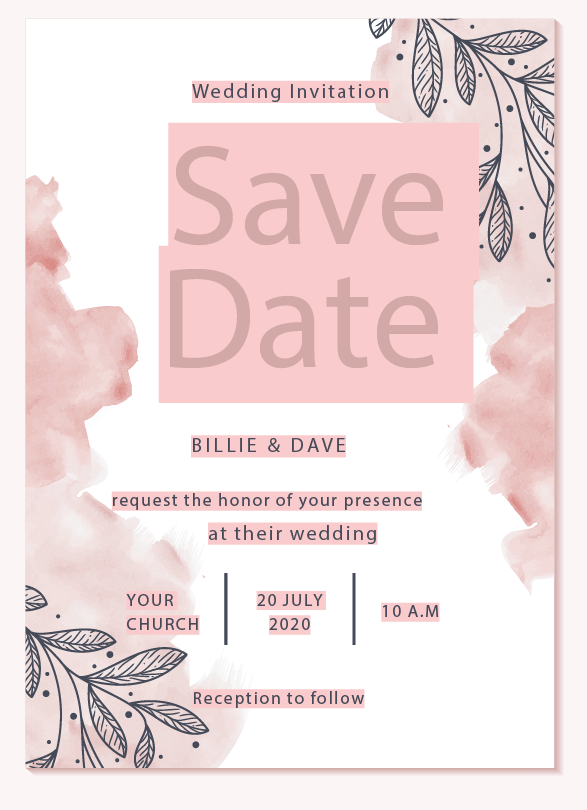 Wedding Invitation
Save
Date
BILLIE & DAVE
request the honor of your presence
at their wedding
YOUR
CHURCH
20 JULY
2020
10 A.M
Reception to follow